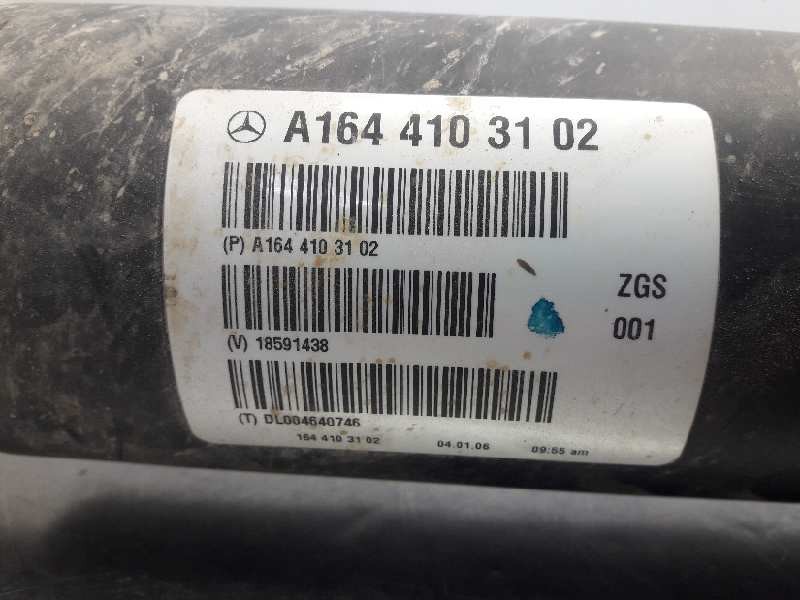 A164 410 31 02
(P) A164 410 31 02
ZGS
001
(V) 18591438
(T) DL004640746
164 410 31 02 04.01.06 09:55 am